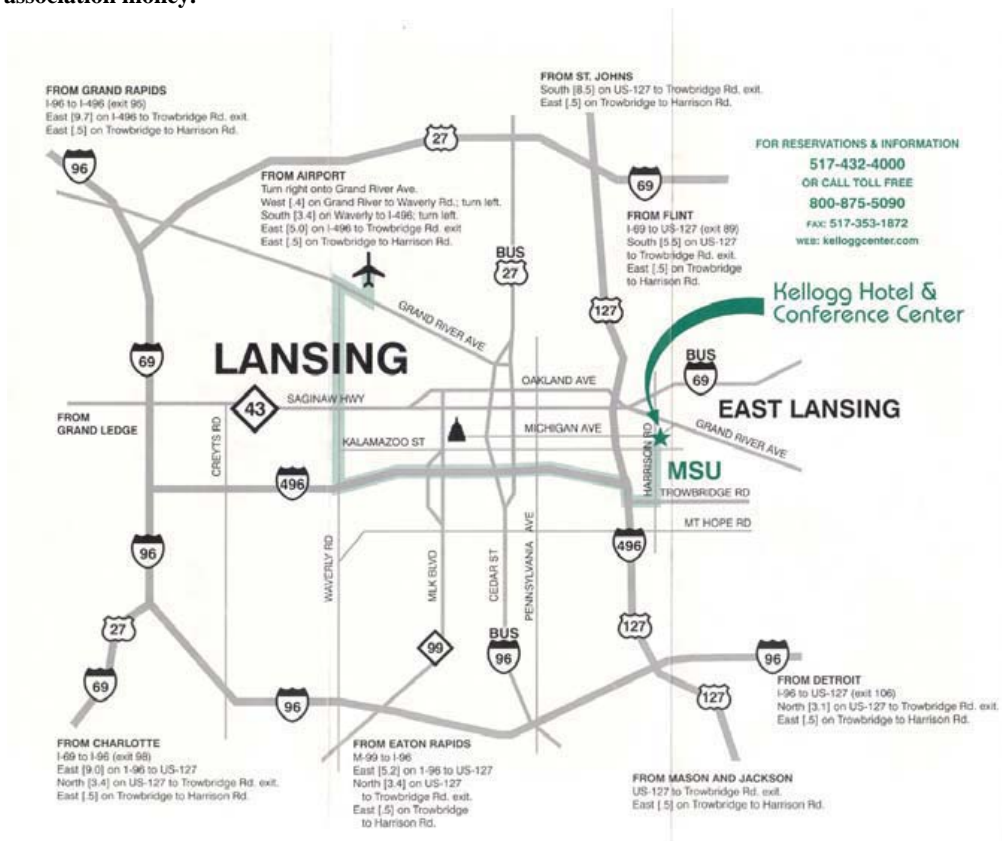 association money.
FROM GRAND RAPIDS
I-96 to I-496 (exit 95)
East [9.7] on I-496 to Trowbridge Rd. exit.
East [.5] on Trowbridge to Harrison Rd.
FROM ST. JOHNS
South [8.5] on US-127 to Trowbridge Rd. exit.
East [.5] on Trowbridge to Harrison Rd.
FOR RESERVATIONS & INFORMATION
517-432-4000
OR CALL TOLL FREE
800-875-5090
FAX: 517-353-1872
WEB: kelloggcenter.com
27
96
69
FROM AIRPORT
Turn right onto Grand River Ave.
West [.4] on Grand River to Waverly Rd.; turn left.
South [3.4] on Waverly to I-496; turn left.
East [5.0] on I-496 to Trowbridge Rd. exit
East [.5] on Trowbridge to Harrison Rd.
FROM FLINT
I-69 to US-127 (exit 89)
South [5.5] on US-127
to Trowbridge Rd. exit.
East [.5] on Trowbridge
to Harrison Rd.
BUS
27
Kellogg Hotel &
Conference Center
127
GRAND RIVER AVE
LANSING
69
BUS
69
OAKLAND AVE
SAGINAW HWY
43
EAST LANSING
FROM
GRAND LEDGE
CREYTS RD
MICHIGAN AVE
KALAMAZOO ST
HARRISON RD
GRAND RIVER AVE
MSU
496
TROWBRIDGE RD
MT HOPE RD
96
WAVERLY RD
MILK BLVD
CEDAR ST
PENNSYLVANIA AVE
496
27
127
99
BUS
96
96
69
96
127
FROM DETROIT
I-96 to US-127 (exit 106)
North [3.1] on US-127 to Trowbridge Rd. exit.
East [.5] on Trowbridge to Harrison Rd.
FROM CHARLOTTE
I-69 to I-96 (exit 98)
East [9.0] on 1-96 to US-127
North [3.4] on US-127 to Trowbridge Rd. exit.
East [.5] on Trowbridge to Harrison Rd.
FROM EATON RAPIDS
M-99 to I-96
East [5.2] on 1-96 to US-127
North [3.4] on US-127
to Trowbridge Rd. exit.
East [.5] on Trowbridge
to Harrison Rd.
FROM MASON AND JACKSON
US-127 to Trowbridge Rd. exit.
East [.5] on Trowbridge to Harrison Rd.